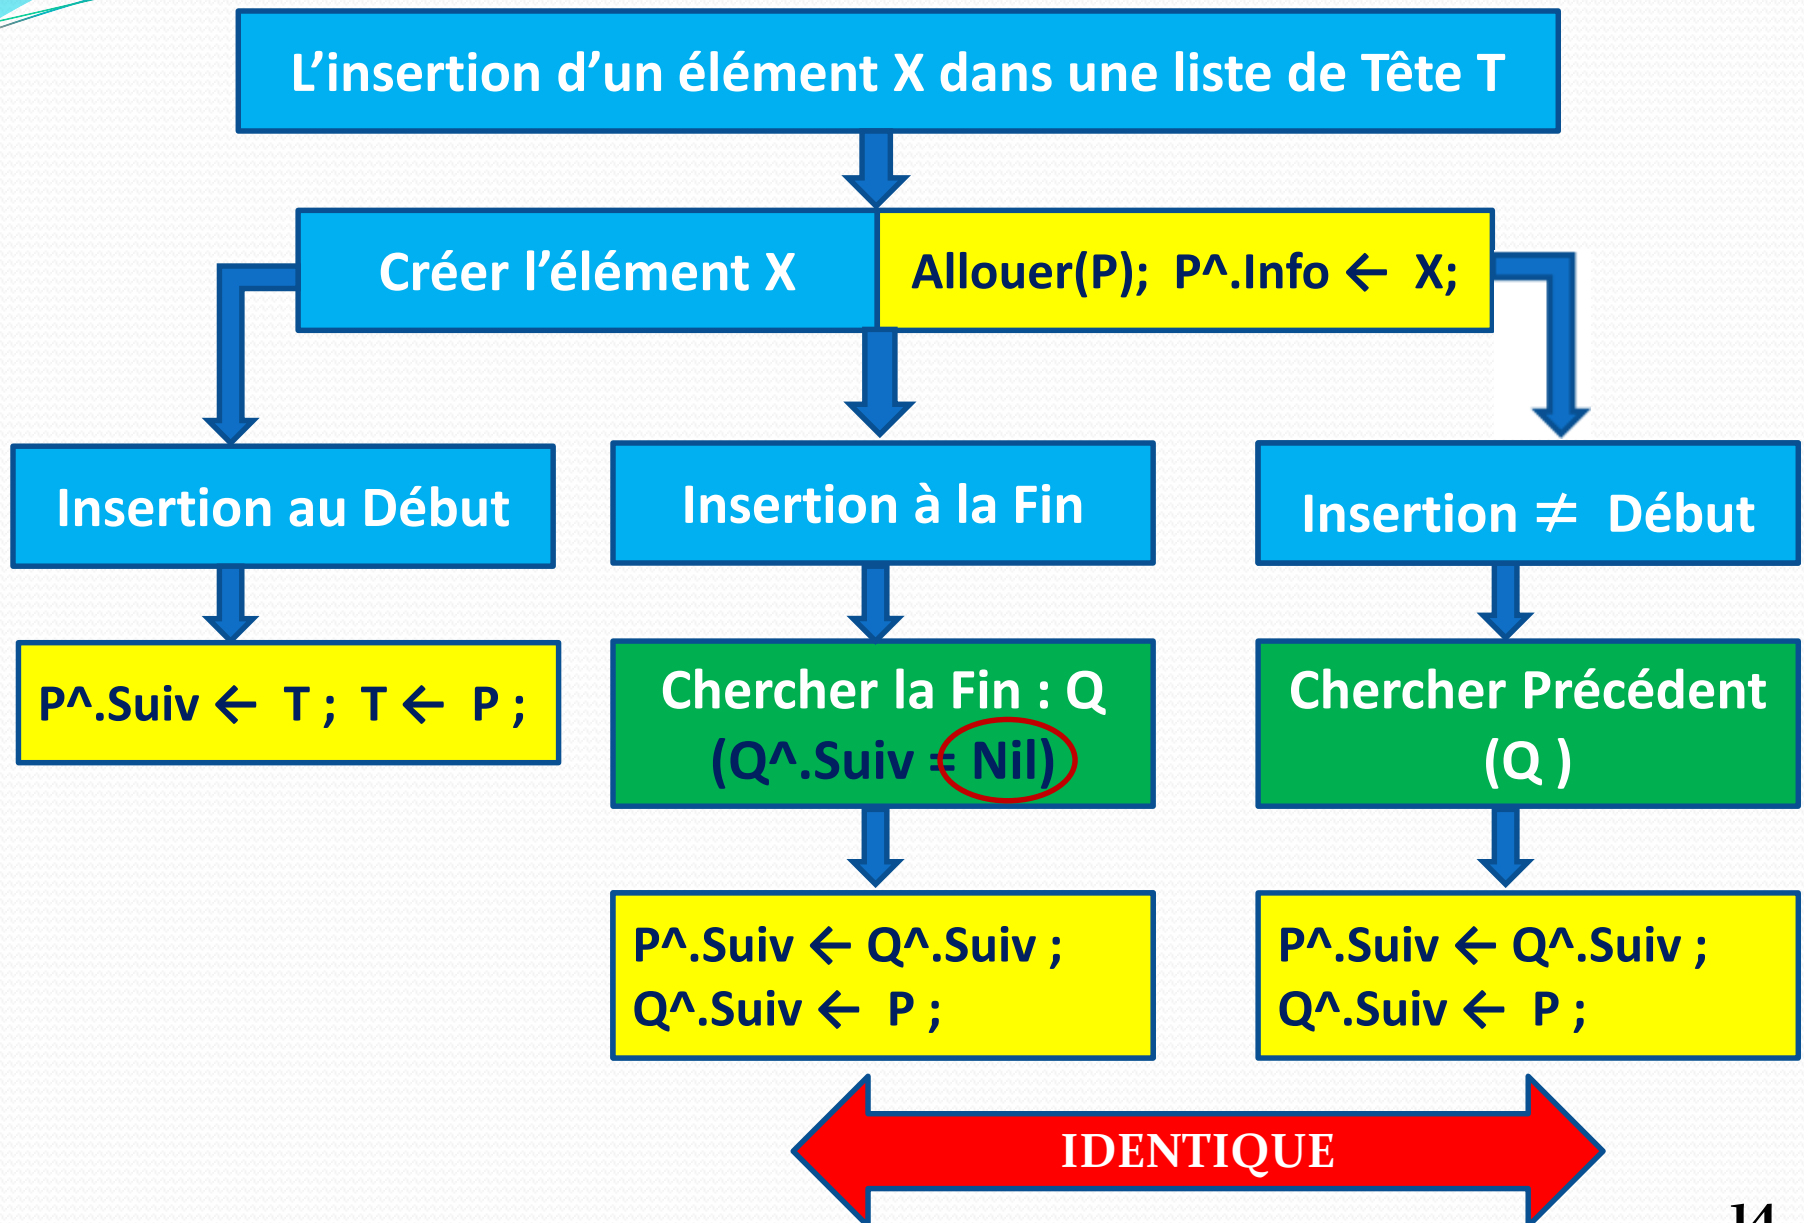 L’insertion d’un élément X dans une liste de Tête T
Créer l’élément X
Allouer(P); P^.Info ← X;
Insertion au Début
Insertion à la Fin
Insertion ≠ Début
P^.Suiv ← T ; T ← P ;
Chercher la Fin : Q
(Q^.Suiv = Nil)
Chercher Précédent
(Q )
P^.Suiv ← Q^.Suiv ;
Q^.Suiv ← P ;
P^.Suiv ← Q^.Suiv ;
Q^.Suiv ← P ;
IDENTIQUE
14